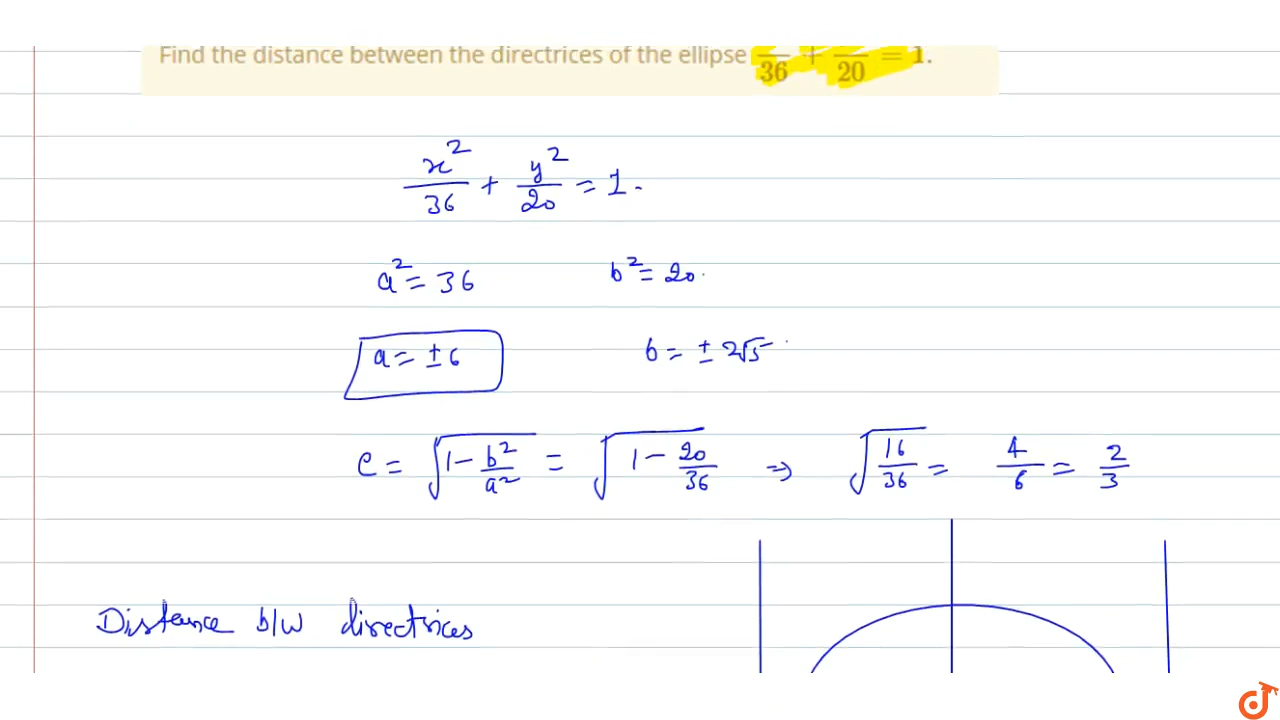 Find the distance between the directrices of the ellipse /36 + /20 = 1.
x²/36 + y²/20 = 1.
a² = 36 b² = 20.
a = ± 6 b = ± 2√5
e = √(1 - b²/a²) = √(1 - 20/36) ⇒ √(16/36) = 4/6 = 2/3
Distance b/w directrices